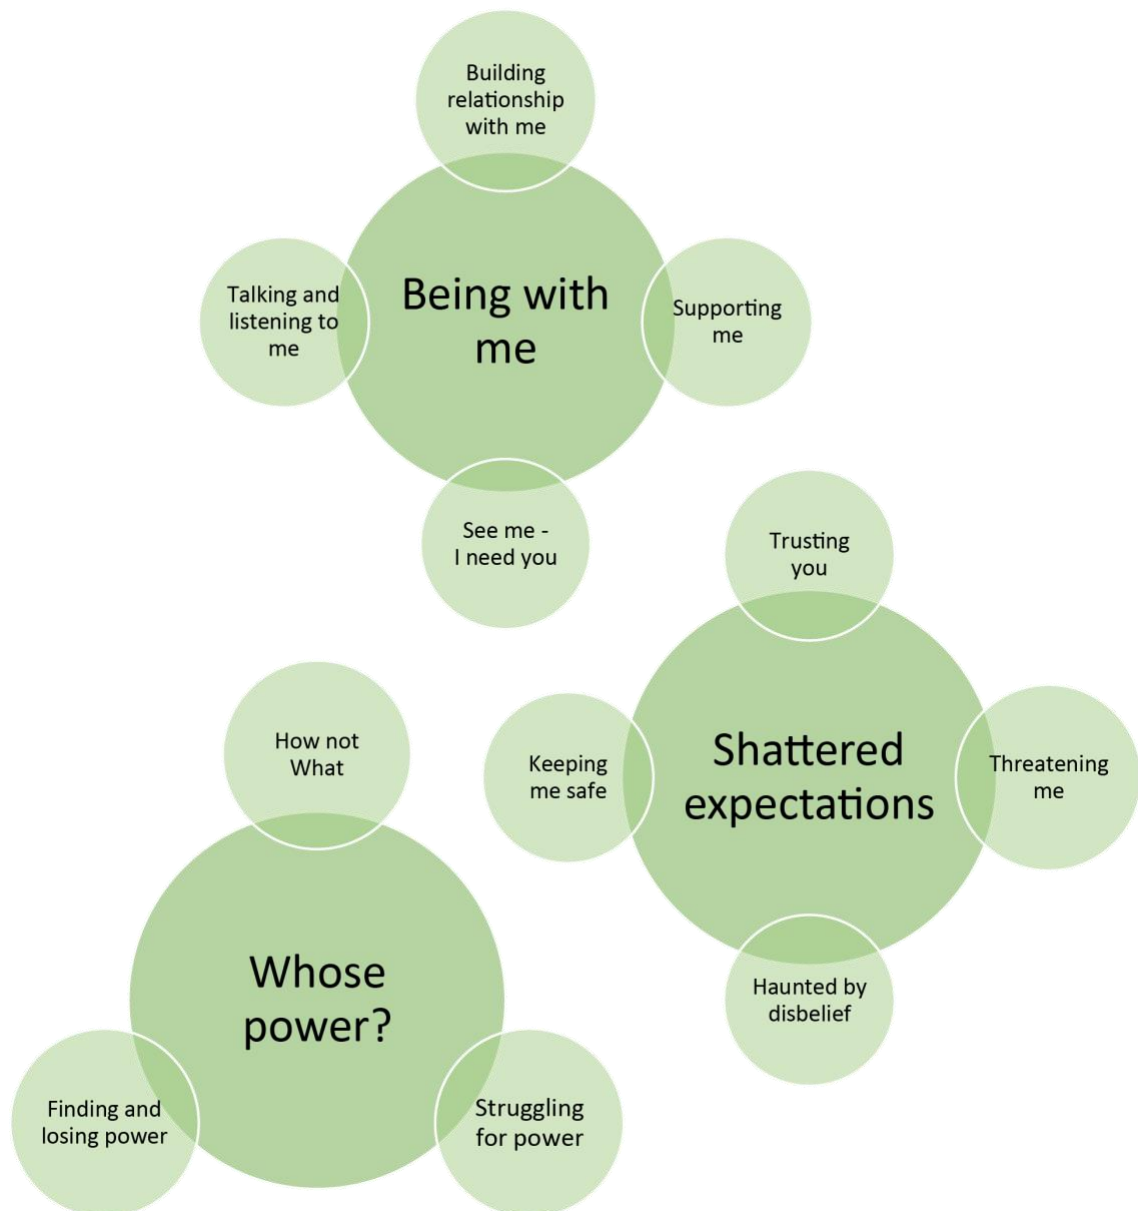 Building
relationship
with me
Talking and
listening to
me
Being with
me
Supporting
me
See me -
I need you
Trusting
you
Keeping
me safe
Shattered
expectations
Threatening
me
Haunted by
disbelief
How not
What
Whose
power?
Finding and
losing power
Struggling
for power